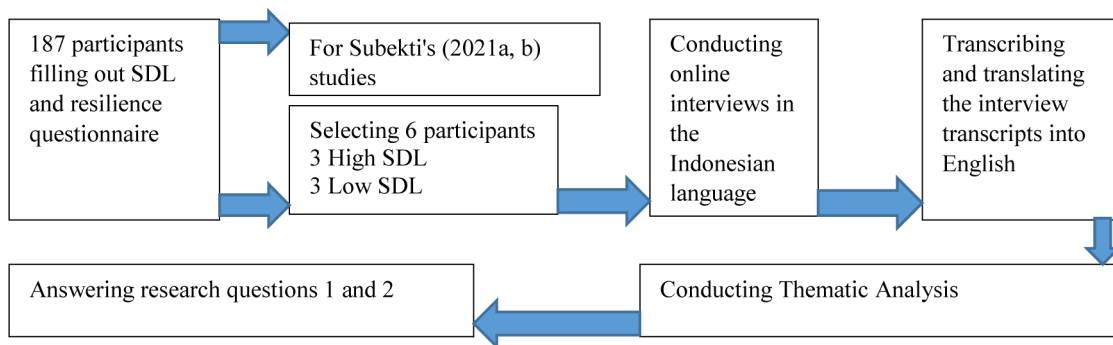 187 participants
filling out SDL
and resilience
questionnaire
For Subekti's (2021a, b)
studies
Selecting 6 participants
3 High SDL
3 Low SDL
Conducting
online
interviews in
the
Indonesian
language
Transcribing
and translating
the interview
transcripts into
English
Conducting Thematic Analysis
Answering research questions 1 and 2